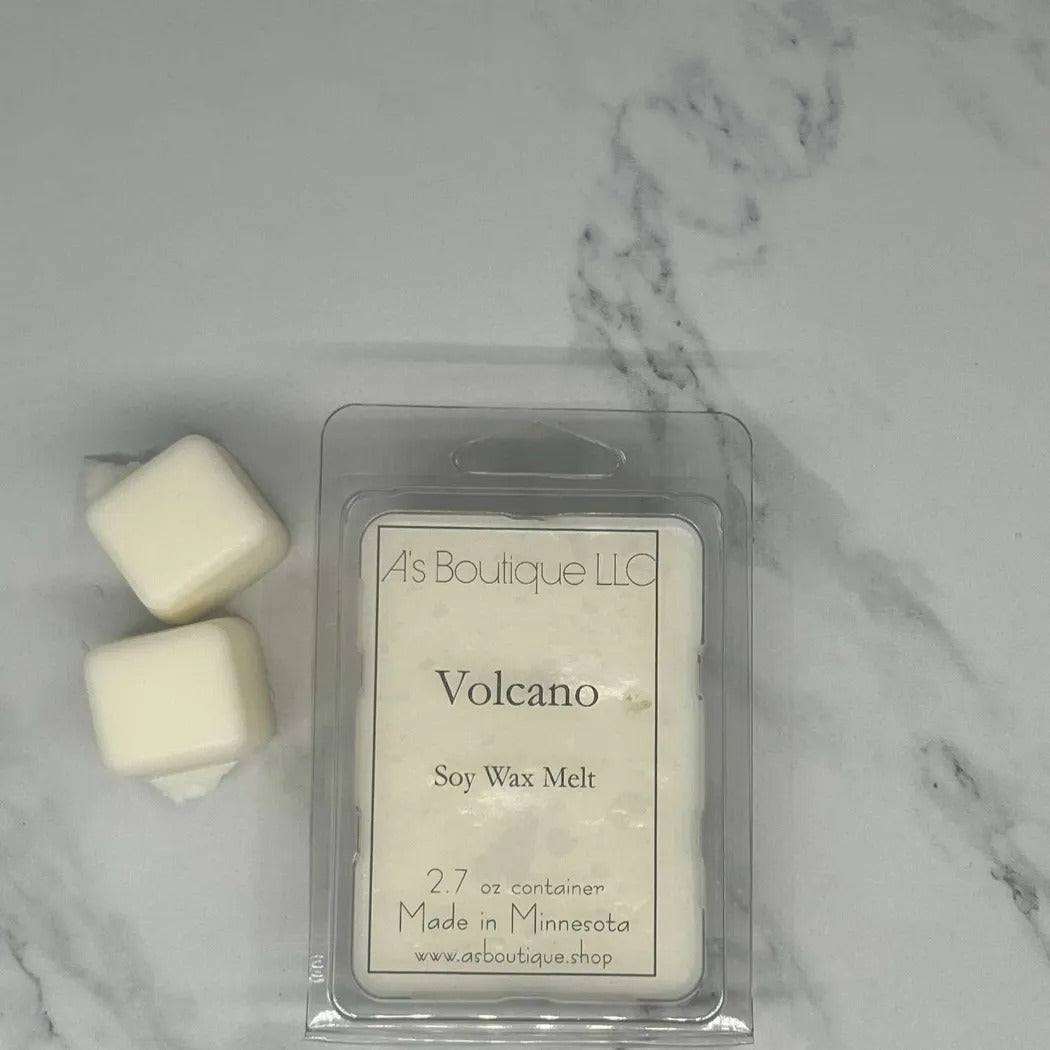 A's Boutique LLC
Volcano
Soy Wax Melt
2.7 oz container
Made in Minnesota
www.asboutique.shop